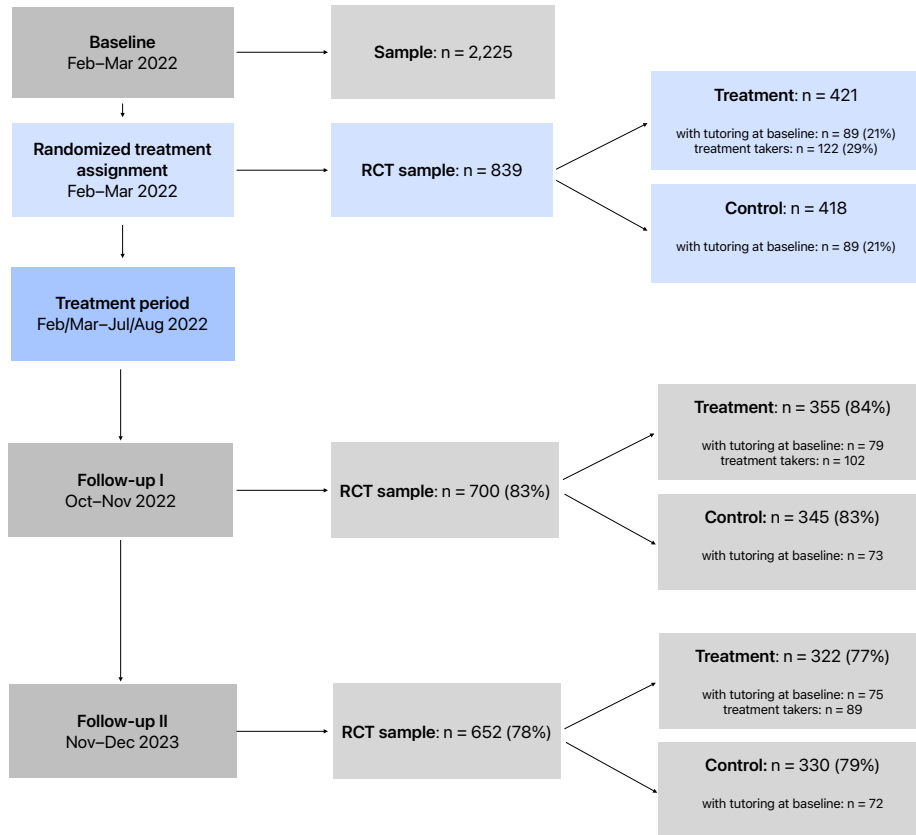 Baseline
Feb–Mar 2022
Sample: n = 2,225
Randomized treatment
assignment
Feb–Mar 2022
RCT sample: n = 839
Treatment: n = 421
with tutoring at baseline: n = 89 (21%)
treatment takers: n = 122 (29%)
Control: n = 418
with tutoring at baseline: n = 89 (21%)
Treatment period
Feb/Mar–Jul/Aug 2022
Follow-up I
Oct–Nov 2022
RCT sample: n = 700 (83%)
Treatment: n = 355 (84%)
with tutoring at baseline: n = 79
treatment takers: n = 102
Control: n = 345 (83%)
with tutoring at baseline: n = 73
Follow-up II
Nov–Dec 2023
RCT sample: n = 652 (78%)
Treatment: n = 322 (77%)
with tutoring at baseline: n = 75
treatment takers: n = 89
Control: n = 330 (79%)
with tutoring at baseline: n = 72